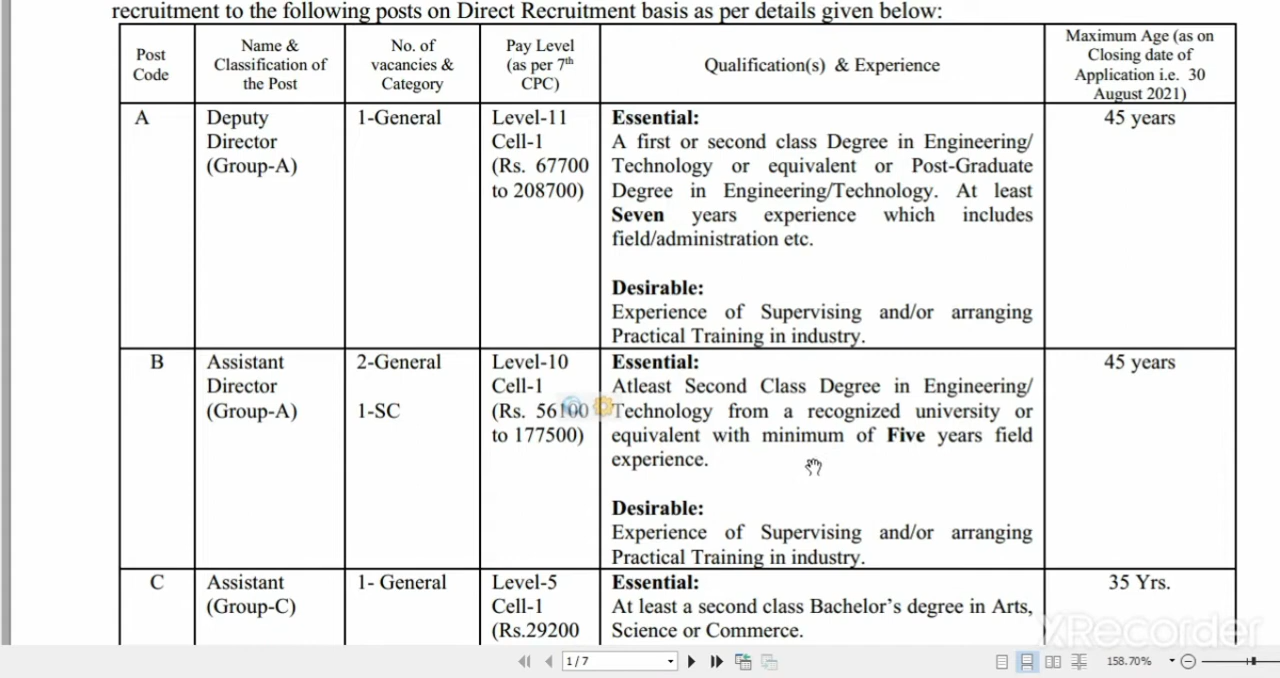 recruitment to the following posts on Direct Recruitment basis as per details given below:
Post
Code
Name &
Classification of
the Post
No. of
vacancies &
Category
Pay Level
(as per 7th
CPC)
Qualification(s) & Experience
Maximum Age (as on
Closing date of
Application i.e. 30
August 2021)
A
Deputy
Director
(Group-A)
1-General
Level-11
Cell-1
(Rs. 67700
to 208700)
Essential:
A first or second class Degree in Engineering/
Technology or equivalent or Post-Graduate
Degree in Engineering/Technology. At least
Seven years experience which includes
field/administration etc.
Desirable:
Experience of Supervising and/or arranging
Practical Training in industry.
45 years
B
Assistant
Director
(Group-A)
2-General
1-SC
Level-10
Cell-1
(Rs. 56100
to 177500)
Essential:
Atleast Second Class Degree in Engineering/
Technology from a recognized university or
equivalent with minimum of Five years field
experience.
Desirable:
Experience of Supervising and/or arranging
Practical Training in industry.
45 years
C
Assistant
(Group-C)
1- General
Level-5
Cell-1
(Rs.29200
Essential:
At least a second class Bachelor's degree in Arts,
Science or Commerce.
35 Yrs.
XRecorder
1/7
158.70%